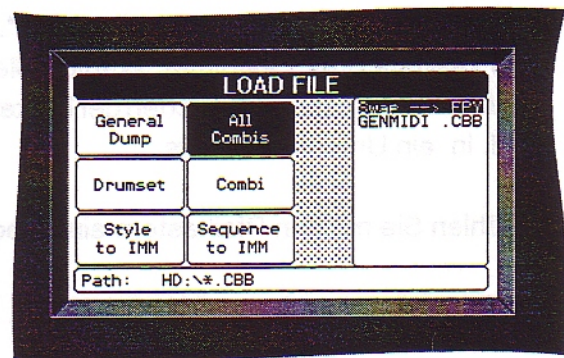 LOAD FILE
General Dump
All Combis
Swap --> FPY
GENMIDI .CBB
Drumset
Combi
Style to IMM
Sequence to IMM
Path: HD:\*.CBB